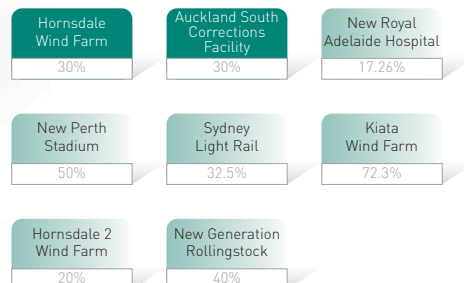 Hornsdale
Wind Farm
30%
Auckland South
Corrections
Facility
30%
New Royal
Adelaide Hospital
17.26%
New Perth
Stadium
50%
Sydney
Light Rail
32.5%
Kiata
Wind Farm
72.3%
Hornsdale 2
Wind Farm
20%
New Generation
Rollingstock
40%